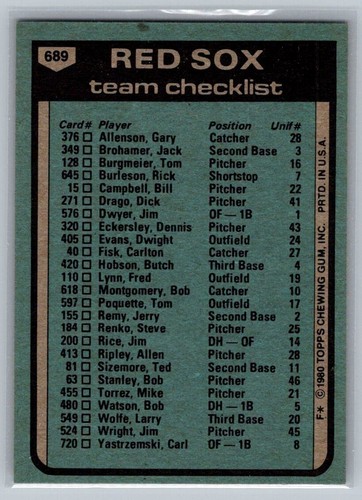 689
RED SOX
team checklist
Card# Player Position Unif#
376 Allenson, Gary Catcher 28
349 Brohamer, Jack Second Base 3
128 Burgmeier, Tom Pitcher 16
645 Burleson, Rick Shortstop 7
15 Campbell, Bill Pitcher 22
271 Drago, Dick Pitcher 41
576 Dwyer, Jim OF — 1B 1
320 Eckersley, Dennis Pitcher 43
405 Evans, Dwight Outfield 24
40 Fisk, Carlton Catcher 27
420 Hobson, Butch Third Base 4
110 Lynn, Fred Outfield 19
618 Montgomery, Bob Catcher 10
597 Poquette, Tom Outfield 17
155 Remy, Jerry Second Base 2
184 Renko, Steve Pitcher 25
200 Rice, Jim DH — OF 14
413 Ripley, Allen Pitcher 28
81 Sizemore, Ted Second Base 11
63 Stanley, Bob Pitcher 46
455 Torrez, Mike Pitcher 21
480 Watson, Bob DH — 1B 5
549 Wolfe, Larry Third Base 20
524 Wright, Jim Pitcher 45
720 Yastrzemski, Carl OF — 1B 8
F* © 1980 TOPPS CHEWING GUM, INC. PRTD. IN U.S.A.